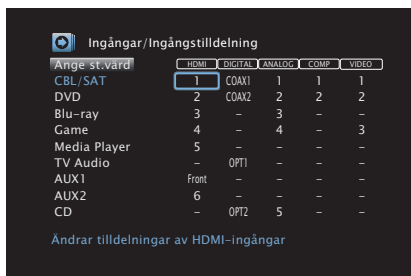 Ingångar/Ingångstilldelning
Ange st.värd HDMI DIGITAL ANALOG COMP VIDEO
CBL/SAT 1 COAX1 1 1 1
DVD 2 COAX2 2 2 2
Blu-ray 3 – 3 – –
Game 4 – 4 – 3
Media Player 5 – – – –
TV Audio – OPT1 – – –
AUX1 Front – – – –
AUX2 6 – – – –
CD – OPT2 5 – –
Ändrar tilldelningar av HDMI-ingångar